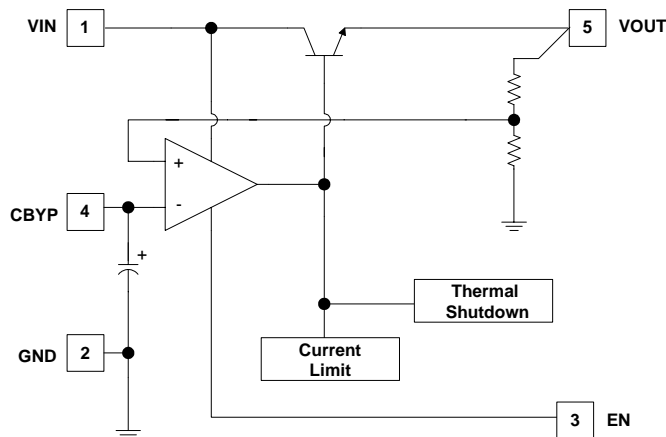 VIN 1
5 VOUT
+
-
CBYP 4
+
Thermal
Shutdown
GND 2
Current
Limit
3 EN